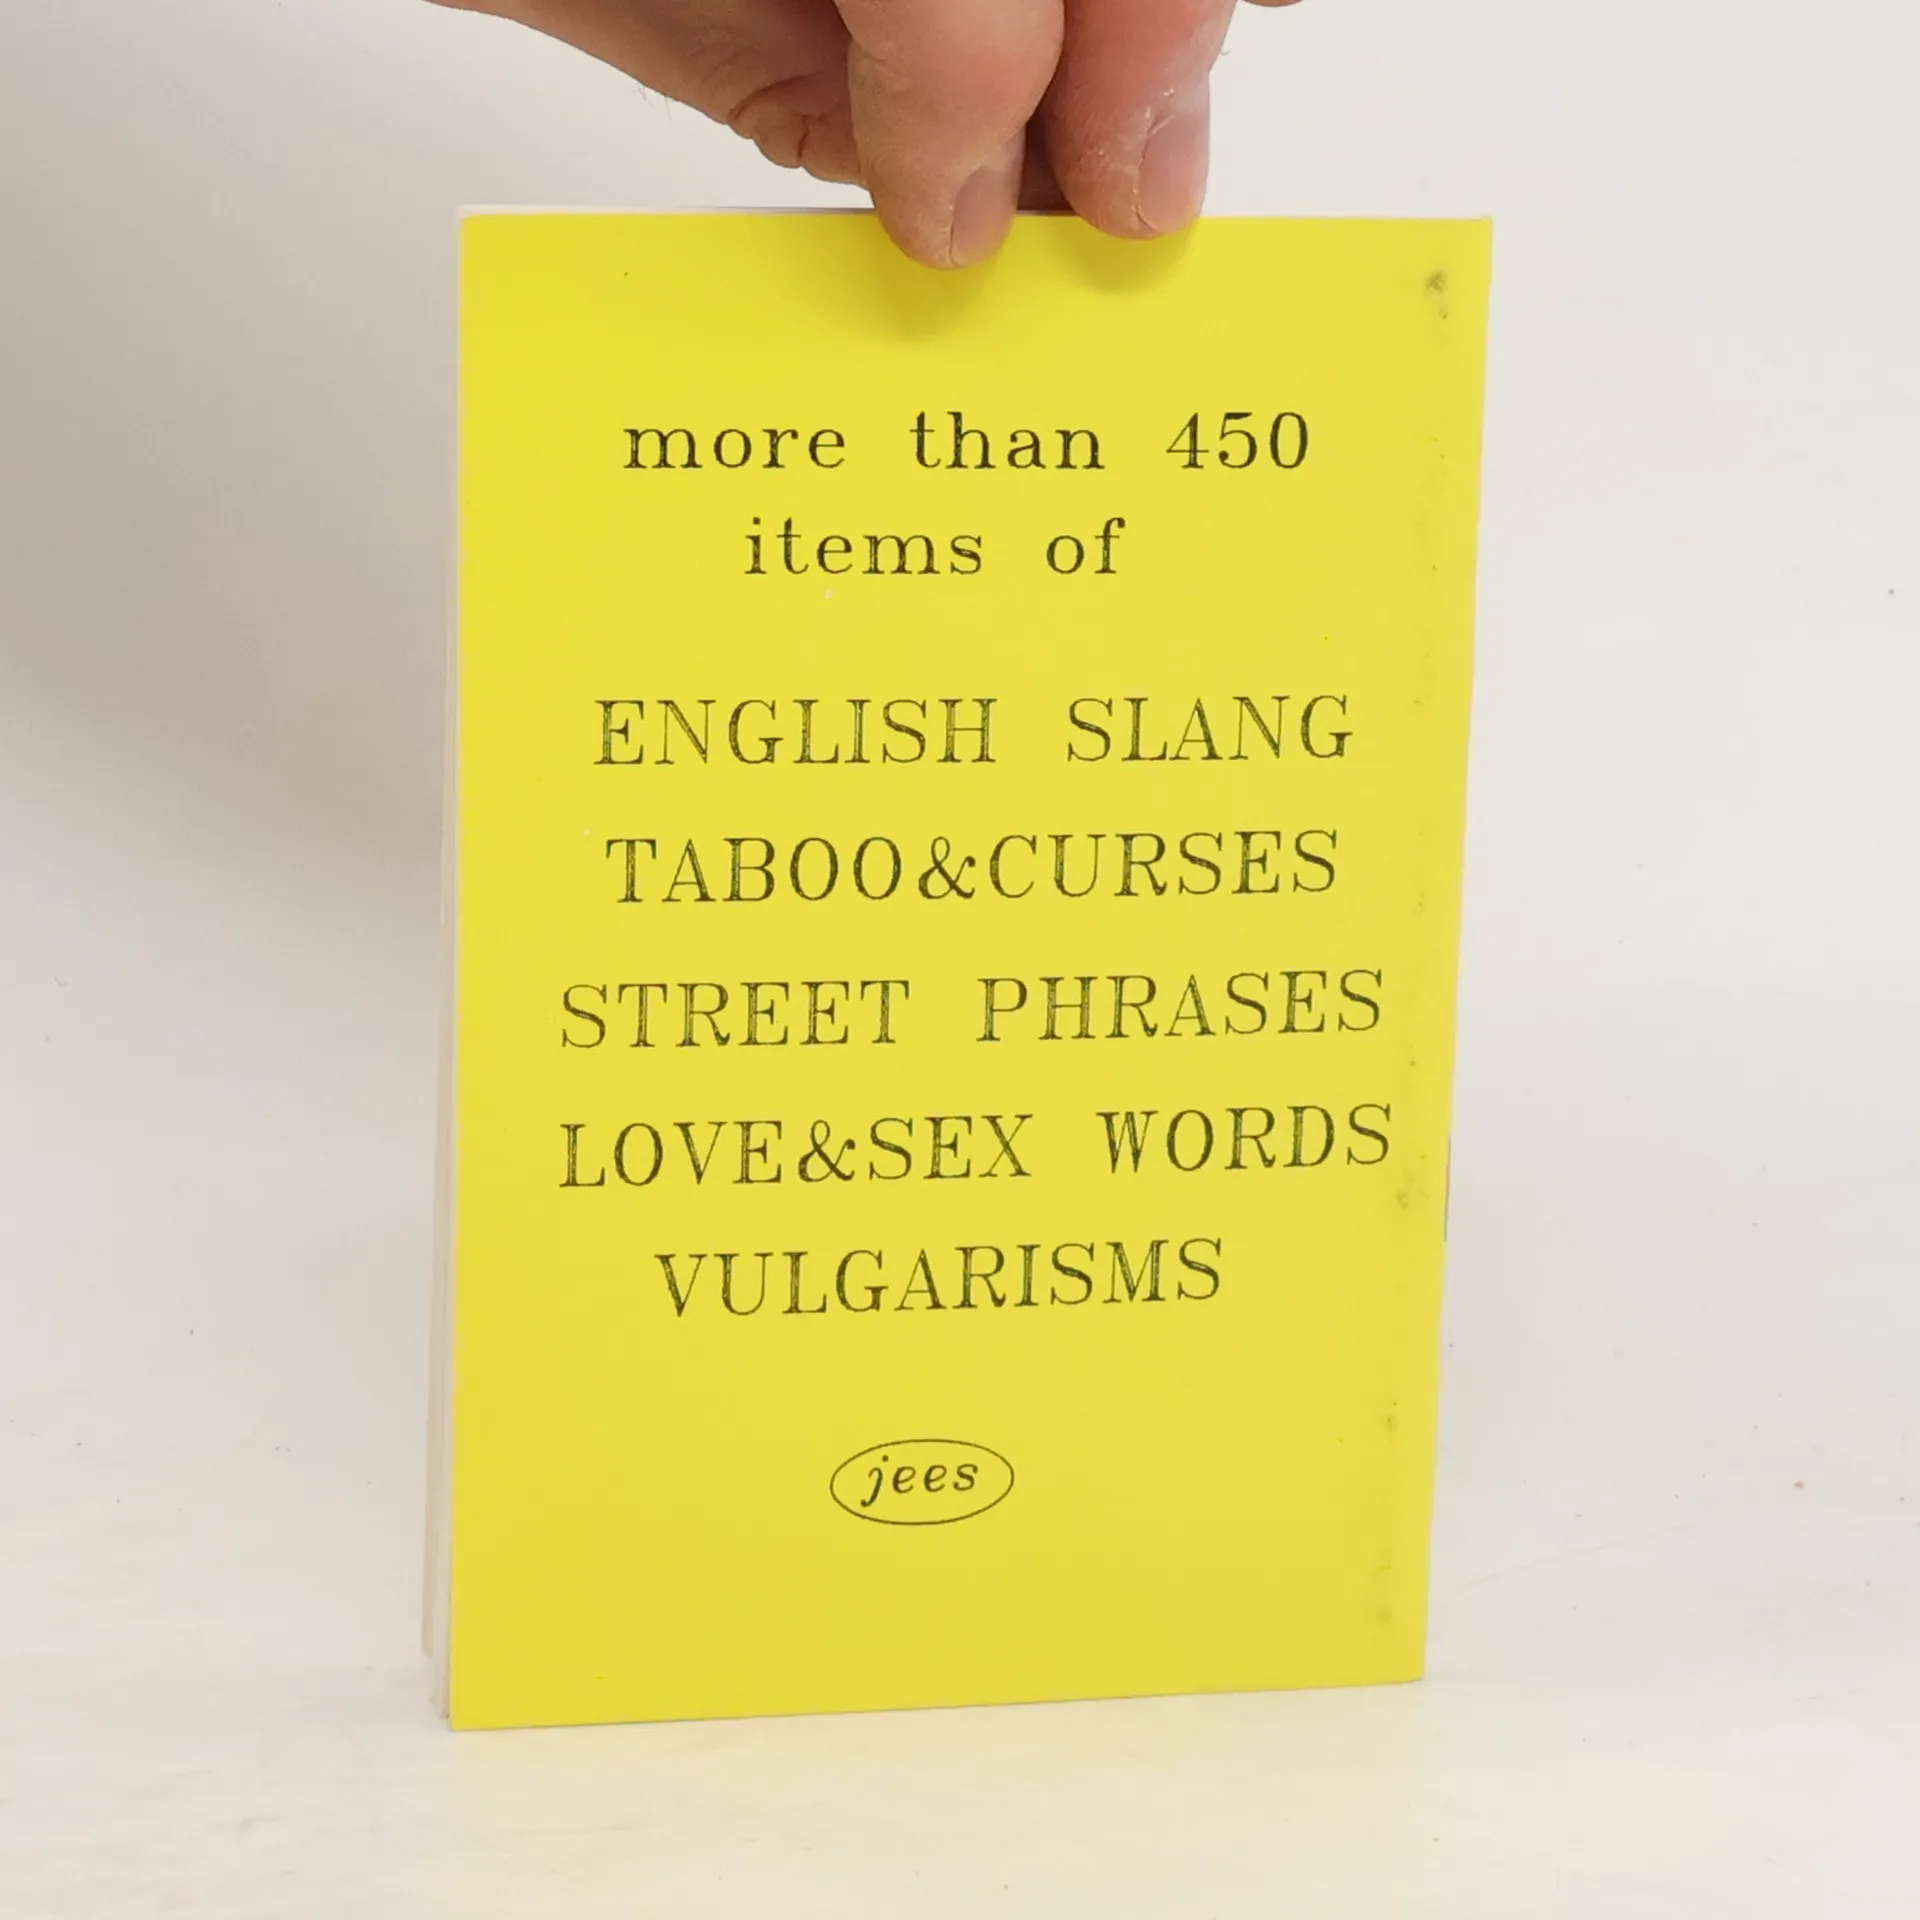 more than 450
items of
ENGLISH SLANG
TABOO&CURSES
STREET PHRASES
LOVE&SEX WORDS
VULGARISMS
jees